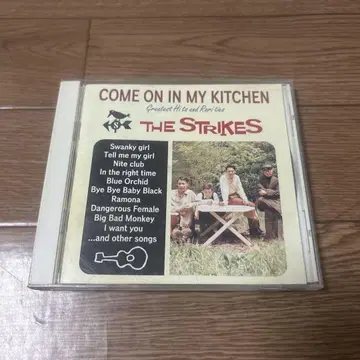 COME ON IN MY KITCHEN
Greatest Hits and Rarities
THE STRIKES
Swanky girl
Tell me my girl
Nite club
In the right time
Blue Orchid
Bye Bye Baby Black
Ramona
Dangerous Female
Big Bad Monkey
I want you
...and other songs